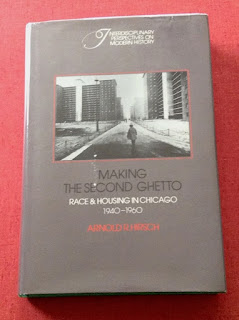 INTERDISCIPLINARY
PERSPECTIVES ON
MODERN HISTORY
MAKING
THE SECOND GHETTO
RACE & HOUSING IN CHICAGO
1940–1960
ARNOLD R. HIRSCH